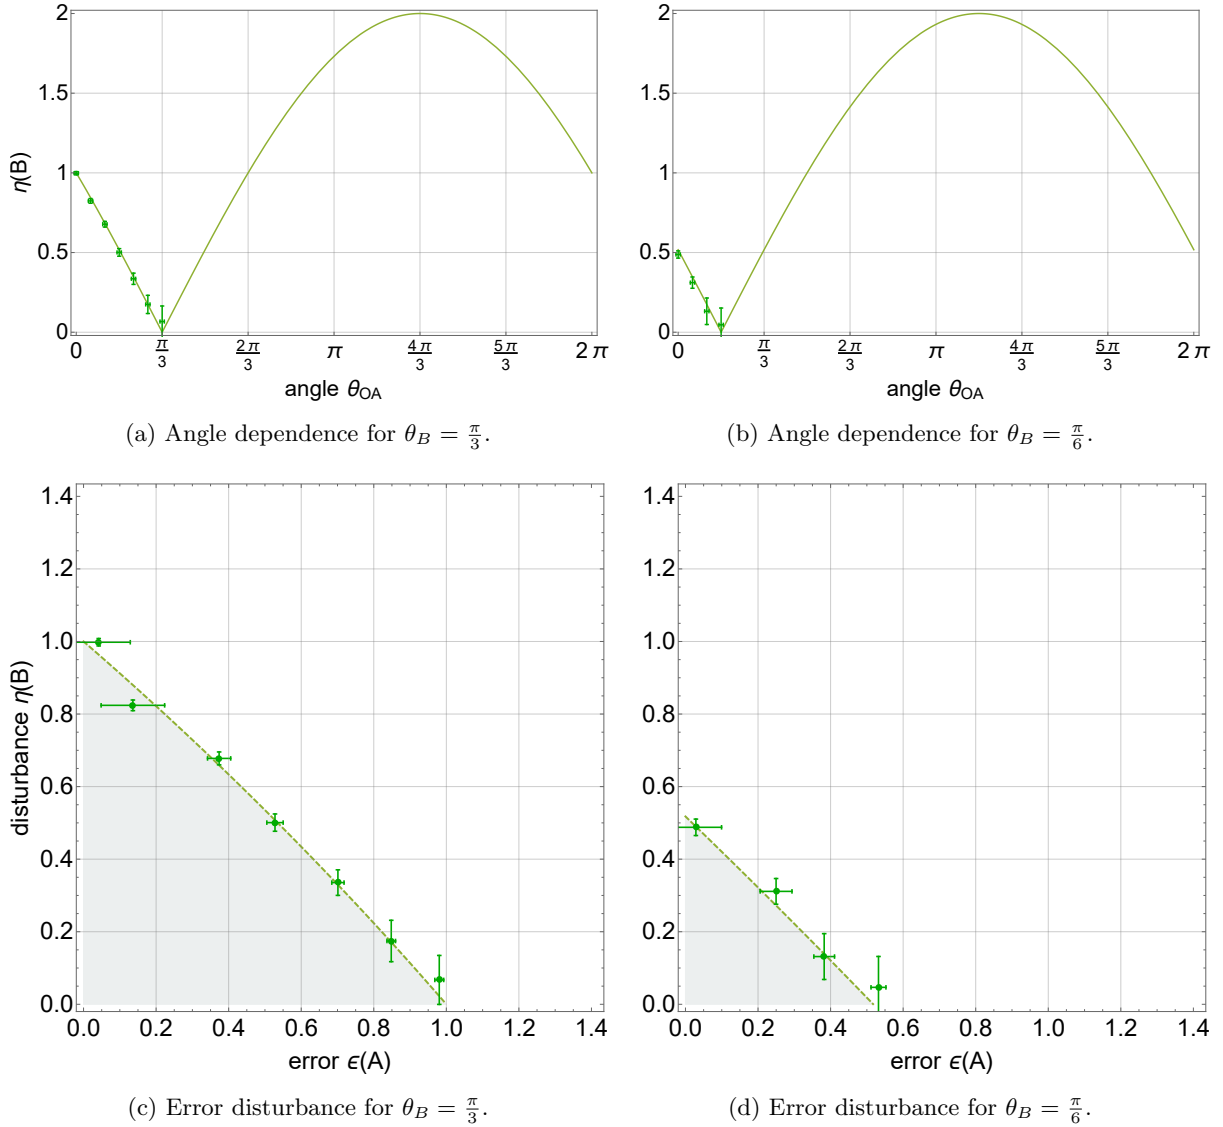 2
1.5
1
0.5
0
η(B)
0 π/3 2π/3 π 4π/3 5π/3 2π
angle θ_OA
(a) Angle dependence for θ_B = π/3.
2
1.5
1
0.5
0
0 π/3 2π/3 π 4π/3 5π/3 2π
angle θ_OA
(b) Angle dependence for θ_B = π/6.
1.4
1.2
1.0
0.8
0.6
0.4
0.2
0.0
disturbance η(B)
0.0 0.2 0.4 0.6 0.8 1.0 1.2 1.4
error ϵ(A)
(c) Error disturbance for θ_B = π/3.
1.4
1.2
1.0
0.8
0.6
0.4
0.2
0.0
0.0 0.2 0.4 0.6 0.8 1.0 1.2 1.4
error ϵ(A)
(d) Error disturbance for θ_B = π/6.